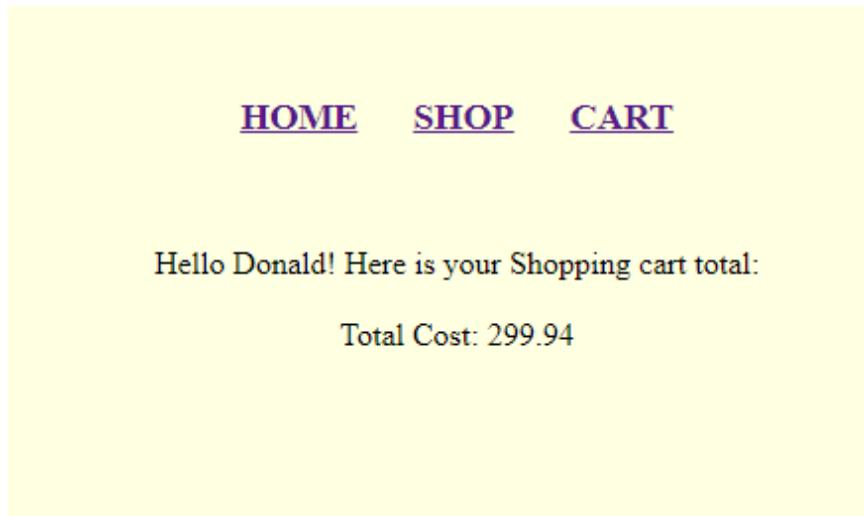 HOME SHOP CART
Hello Donald! Here is your Shopping cart total:
Total Cost: 299.94